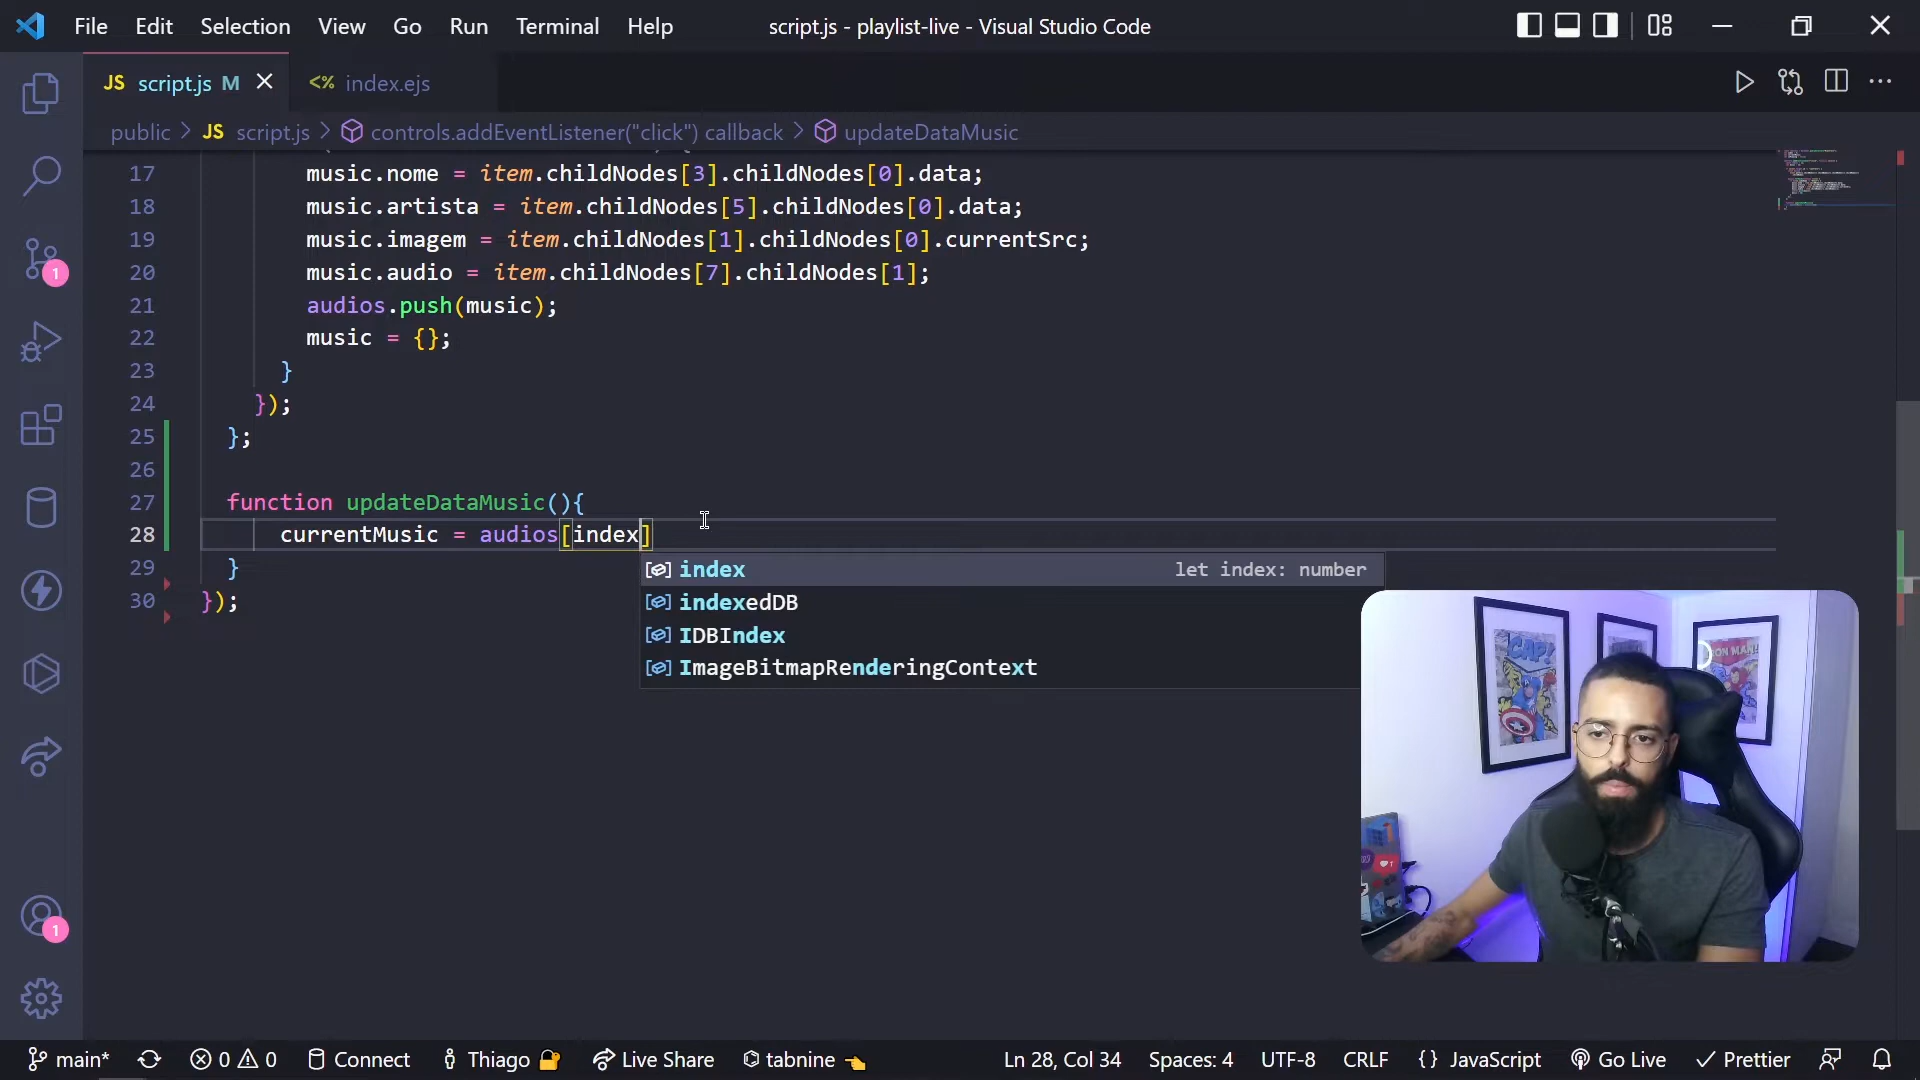 File Edit Selection View Go Run Terminal Help script.js - playlist-live - Visual Studio Code
JS script.js M <% index.ejs
public > JS script.js > controls.addEventListener("click") callback > updateDataMusic
17 music.nome = item.childNodes[3].childNodes[0].data;
18 music.artista = item.childNodes[5].childNodes[0].data;
19 music.imagem = item.childNodes[1].childNodes[0].currentSrc;
20 music.audio = item.childNodes[7].childNodes[1];
21 audios.push(music);
22 music = {};
23 }
24 });
25 };
26
27 function updateDataMusic(){
28 currentMusic = audios[index]
index let index: number
29 }
indexedDB
30 });
IDBIndex
ImageBitmapRenderingContext
CAP!
IRON MAN!
1
1
main* 0 0 Connect Thiago Live Share tabnine Ln 28, Col 34 Spaces: 4 UTF-8 CRLF {} JavaScript Go Live Prettier